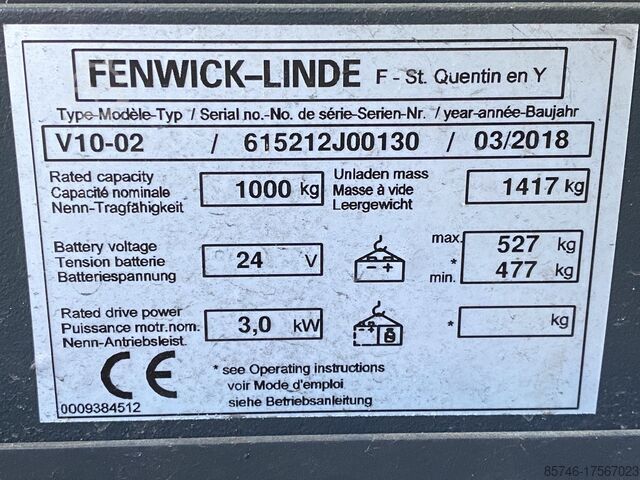 FENWICK-LINDE F - St. Quentin en Y
Type-Modèle-Typ / Serial no.-No. de série-Serien-Nr. / year-année-Baujahr
V10-02 / 615212J00130 / 03/2018
Rated capacity
Capacité nominale
Nenn-Tragfähigkeit
1000 kg
Unladen mass
Masse à vide
Leergewicht
1417 kg
Battery voltage
Tension batterie
Batteriespannung
24 V
- +
max. 527 kg
*
min. 477 kg
Rated drive power
Puissance motr.nom.
Nenn-Antriebsleist.
3,0 kW
* kg
CE
* see Operating instructions
voir Mode d'emploi
siehe Betriebsanleitung
0009384512
85746-17567023